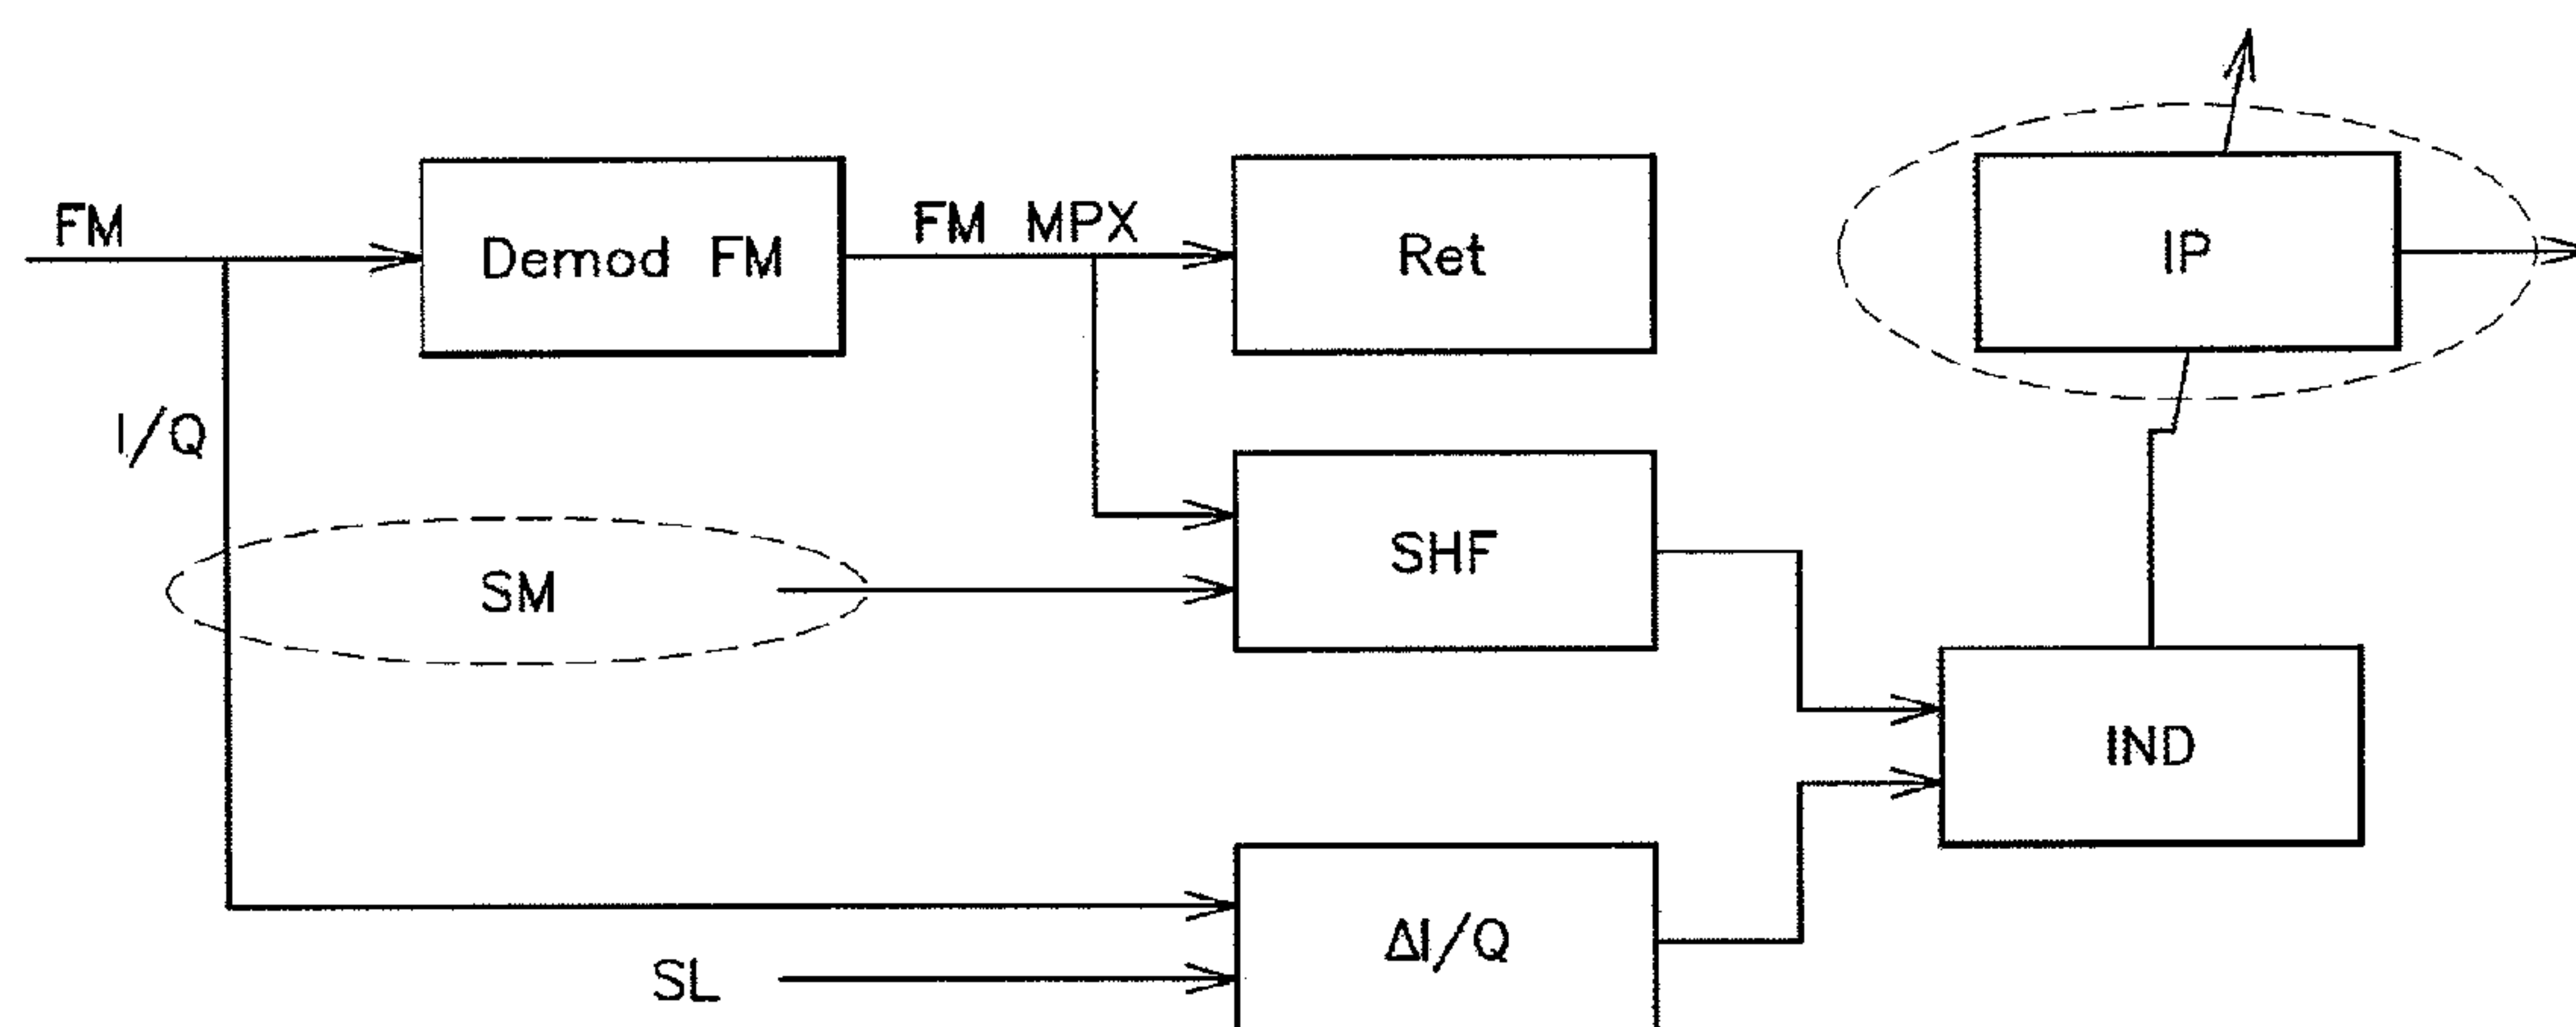 FM
Demod FM
FM MPX
Ret
IP
I/Q
SM
SHF
IND
SL
ΔI/Q